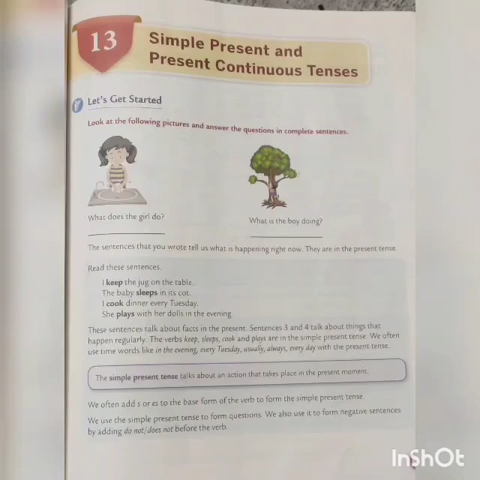 13
Simple Present and
Present Continuous Tenses
Let's Get Started
Look at the following pictures and answer the questions in complete sentences.
What does the girl do?
What is the boy doing?
The sentences that you wrote tell us what is happening right now. They are in the present tense.
Read these sentences.
I keep the jug on the table.
The baby sleeps in its cot.
I cook dinner every Tuesday.
She plays with her dolls in the evening.
These sentences talk about facts in the present. Sentences 3 and 4 talk about things that
happen regularly. The verbs keep, sleeps, cook and plays are in the simple present tense. We often
use time words like in the evening, every Tuesday, usually, always, every day with the present tense.
The simple present tense talks about an action that takes place in the present moment.
We often add s or es to the base form of the verb to form the simple present tense.
We use the simple present tense to form questions. We also use it to form negative sentences
by adding do not/does not before the verb.
InShOt